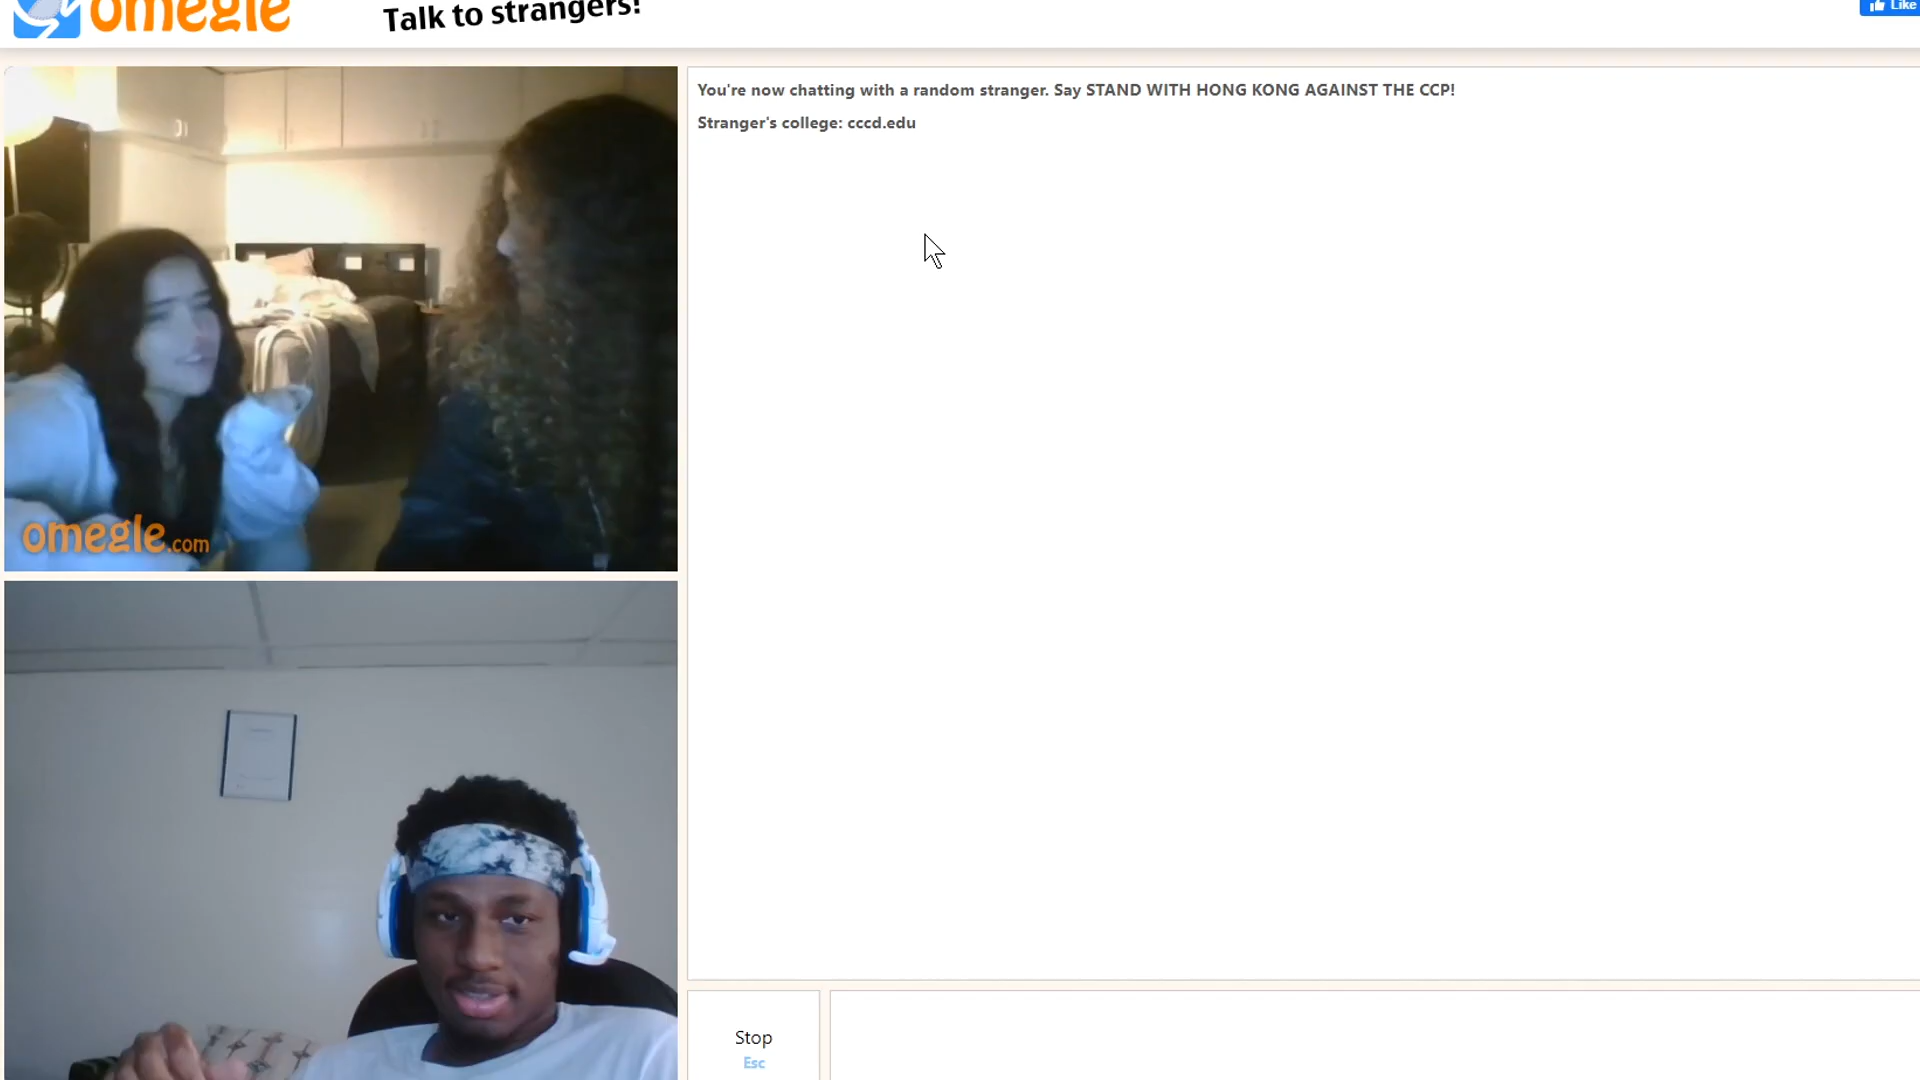 omegle
Talk to strangers!
Like
You're now chatting with a random stranger. Say STAND WITH HONG KONG AGAINST THE CCP!
Stranger's college: cccd.edu
omegle.com
Stop
Esc